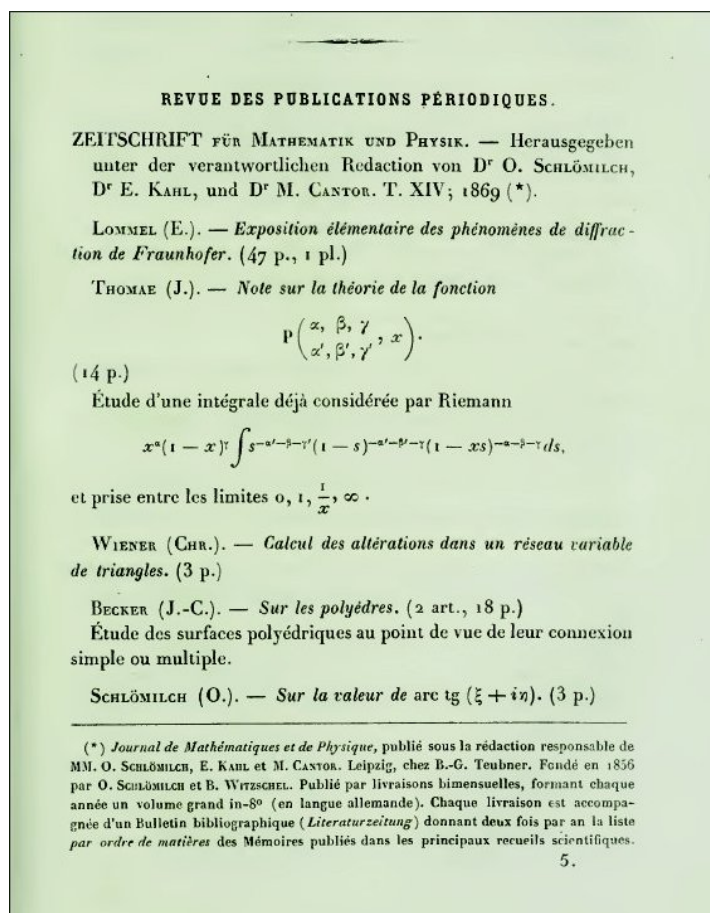 REVUE DES PUBLICATIONS PÉRIODIQUES.
ZEITSCHRIFT FÜR MATHEMATIK UND PHYSIK. — Herausgegeben
unter der verantwortlichen Redaction von Dr O. SCHLÖMILCH,
Dr E. KAHL, und Dr M. CANTOR. T. XIV; 1869 (*).
LOMMEL (E.). — Exposition élémentaire des phénomènes de diffrac-
tion de Fraunhofer. (47 p., 1 pl.)
THOMAE (J.). — Note sur la théorie de la fonction
P(α, β, γ
α', β', γ', x).
(14 p.)
Étude d'une intégrale déjà considérée par Riemann
x^α(1 — x)^γ ∫ s^{−α'−β−γ'}(1 — s)^{−α'−β'−γ}(1 — xs)^{−α−β−γ} ds,
et prise entre les limites 0, 1, 1/x, ∞ .
WIENER (CHR.). — Calcul des altérations dans un réseau variable
de triangles. (3 p.)
BECKER (J.-C.). — Sur les polyèdres. (2 art., 18 p.)
Étude des surfaces polyédriques au point de vue de leur connexion
simple ou multiple.
SCHLÖMILCH (O.). — Sur la valeur de arc tg (ξ + iη). (3 p.)
(*) Journal de Mathématiques et de Physique, publié sous la rédaction responsable de
MM. O. SCHLÖMILCH, E. KAHL et M. CANTOR. Leipzig, chez B.-G. Teubner. Fondé en 1856
par O. SCHLÖMILCH et B. WITZSCHEL. Publié par livraisons bimensuelles, formant chaque
année un volume grand in-8º (en langue allemande). Chaque livraison est accompa-
gnée d'un Bulletin bibliographique (Literaturzeitung) donnant deux fois par an la liste
par ordre de matières des Mémoires publiés dans les principaux recueils scientifiques.
5.